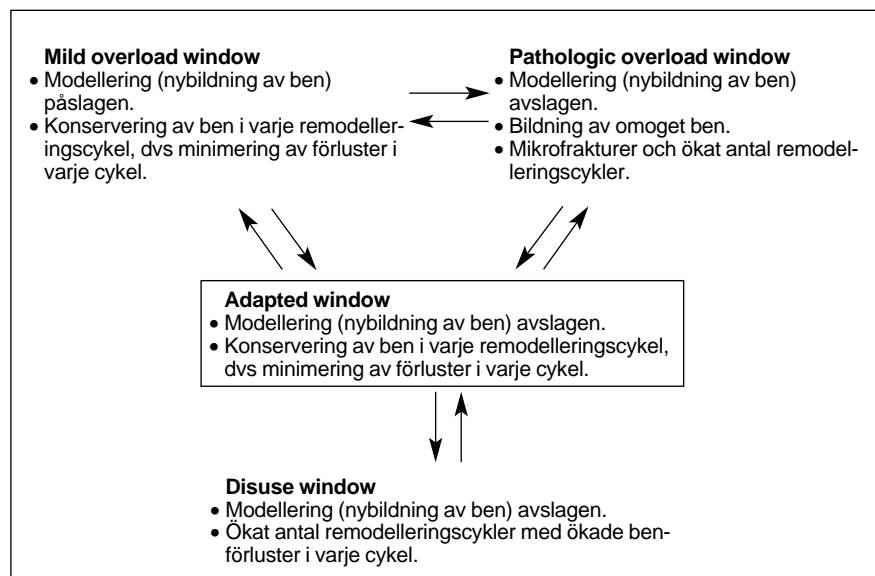 Mild overload window
• Modellering (nybildning av ben)
påslagen.
• Konservering av ben i varje remodeller-
ingscykel, dvs minimering av förluster i
varje cykel.
Pathologic overload window
• Modellering (nybildning av ben)
avslagen.
• Bildning av omoget ben.
• Mikrofrakturer och ökat antal remodel-
leringscykler.
Adapted window
• Modellering (nybildning av ben) avslagen.
• Konservering av ben i varje remodelleringscykel,
dvs minimering av förluster i varje cykel.
Disuse window
• Modellering (nybildning av ben) avslagen.
• Ökat antal remodelleringscykler med ökade ben-
förluster i varje cykel.